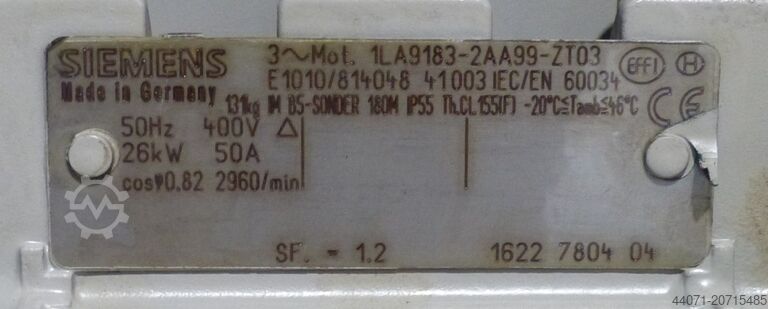 SIEMENS 3~Mot. 1LA9183-2AA99-ZT03 EFF1 H
E1010/814048 41003 IEC/EN 60034
Made in Germany 131kg IM B5-SONDER 180M IP55 Th.CL.155(F) -20°C≤Tamb≤46°C CE
50Hz 400V Δ
26kW 50A
cosφ0.82 2960/min
SF. = 1.2 1622 7804 04
44071-20715485